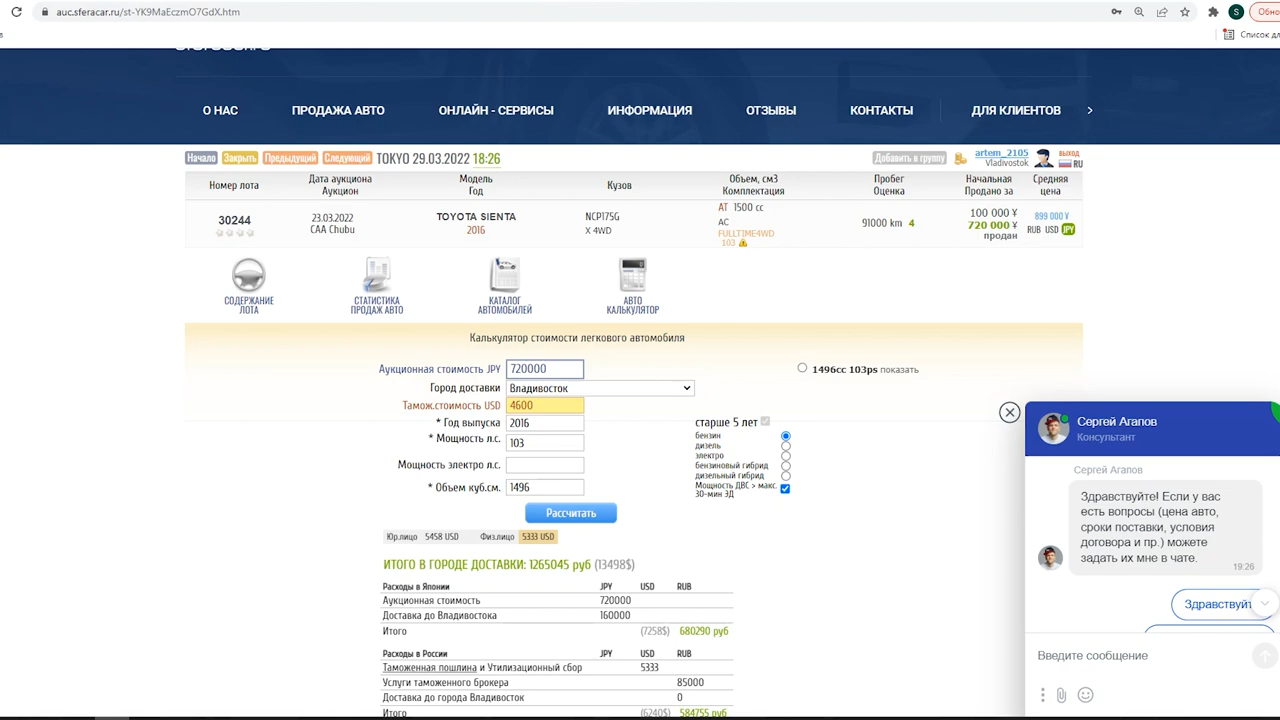 auc.sferacar.ru/st-YK9MaEczmO7GdX.htm
S
Обно
Список дл
О НАС ПРОДАЖА АВТО ОНЛАЙН - СЕРВИСЫ ИНФОРМАЦИЯ ОТЗЫВЫ КОНТАКТЫ ДЛЯ КЛИЕНТОВ >
Начало Закрыть Предыдущий Следующий TOKYO 29.03.2022 18:26 Добавить в группу artem_2105 Vladivostok выход RU
Номер лота Дата аукциона Аукцион Модель Год Кузов Объем, см3 Комплектация Пробег Оценка Начальная Продано за Средняя цена
30244 23.03.2022 CAA Chubu TOYOTA SIENTA 2016 NCP175G X 4WD AT 1500 cc AC FULLTIME4WD 103 91000 km 4 100 000 ¥ 720 000 ¥ продан 899 000 ¥ RUB USD JPY
СОДЕРЖАНИЕ ЛОТА
СТАТИСТИКА ПРОДАЖ АВТО
КАТАЛОГ АВТОМОБИЛЕЙ
АВТО КАЛЬКУЛЯТОР
Калькулятор стоимости легкового автомобиля
Аукционная стоимость JPY 720000
1496cc 103ps показать
Город доставки Владивосток
Тамож.стоимость USD 4600
* Год выпуска 2016
старше 5 лет
* Мощность л.с. 103
бензин
дизель
электро
Мощность электро л.с.
бензиновый гибрид
дизельный гибрид
Мощность ДВС > макс.
30-мин ЭД
* Объем куб.см. 1496
Рассчитать
Юр.лицо 5458 USD Физ.лицо 5333 USD
ИТОГО В ГОРОДЕ ДОСТАВКИ: 1265045 руб (13498$)
Расходы в Японии JPY USD RUB
Аукционная стоимость 720000
Доставка до Владивостока 160000
Итого (7258$) 680290 руб
Расходы в России JPY USD RUB
Таможенная пошлина и Утилизационный сбор 5333
Услуги таможенного брокера 85000
Доставка до города Владивосток 0
Итого (6240$) 584755 руб
Сергей Агапов
Консультант
Сергей Агапов
Здравствуйте! Если у вас
есть вопросы (цена авто,
сроки поставки, условия
договора и пр.) можете
задать их мне в чате.
19:26
Здравствуйт
Введите сообщение